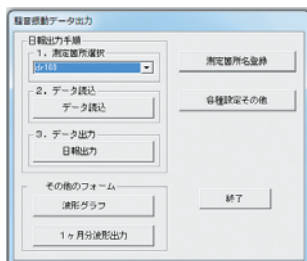 騒音振動データ出力
日報出力手順
1．測定箇所選択
dr168
2．データ読込
データ読込
3．データ出力
日報出力
測定箇所名登録
各種設定その他
その他のフォーム
波形グラフ
1ヶ月分波形出力
終了